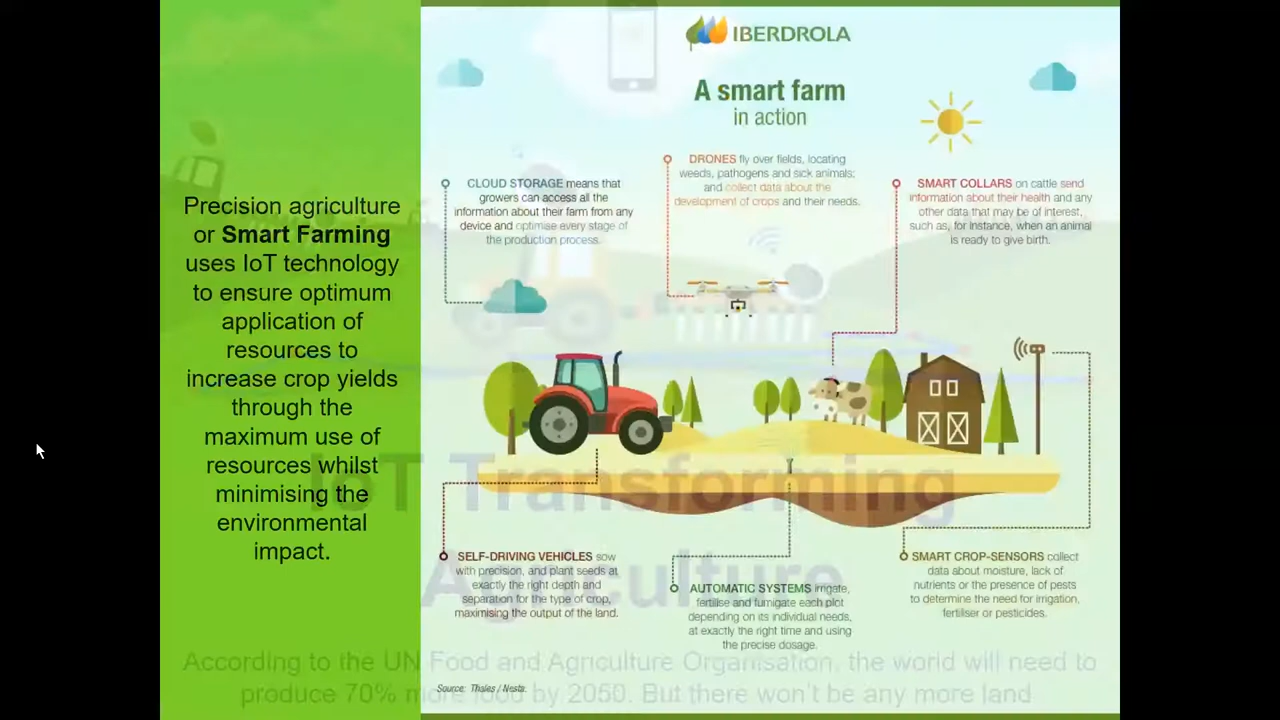 Precision agriculture
or Smart Farming
uses IoT technology
to ensure optimum
application of
resources to
increase crop yields
through the
maximum use of
resources whilst
minimising the
environmental
impact.
IBERDROLA
A smart farm
in action
CLOUD STORAGE means that
growers can access all the
information about their farm from any
device and optimise every stage of
the production process.
DRONES fly over fields, locating
weeds, pathogens and sick animals;
and collect data about the
development of crops and their needs.
SMART COLLARS on cattle send
information about their health and any
other data that may be of interest,
such as, for instance, when an animal
is ready to give birth.
SELF-DRIVING VEHICLES sow
with precision, and plant seeds at
exactly the right depth and
separation for the type of crop,
maximising the output of the land.
AUTOMATIC SYSTEMS irrigate,
fertilise and fumigate each plot
depending on its individual needs,
at exactly the right time and using
the precise dosage.
SMART CROP-SENSORS collect
data about moisture, lack of
nutrients or the presence of pests
to determine the need for irrigation,
fertiliser or pesticides.
Source: Thales / Nesta.
IoT Transforming
Agriculture
According to the UN Food and Agriculture Organisation, the world will need to
produce 70% more food by 2050. But there won't be any more land.